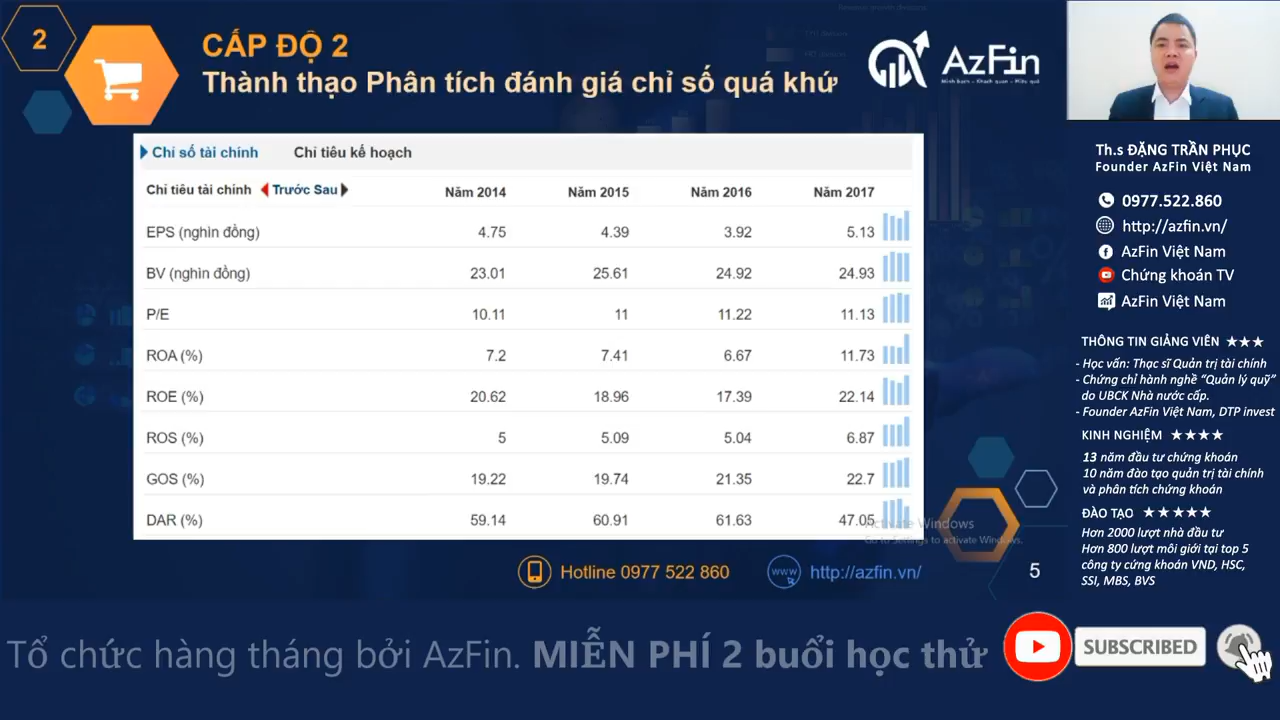 2
CẤP ĐỘ 2
Thành thạo Phân tích đánh giá chỉ số quá khứ
AzFin
Chỉ số tài chính Chỉ tiêu kế hoạch
Chỉ tiêu tài chính Trước Sau Năm 2014 Năm 2015 Năm 2016 Năm 2017
EPS (nghìn đồng) 4.75 4.39 3.92 5.13
BV (nghìn đồng) 23.01 25.61 24.92 24.93
P/E 10.11 11 11.22 11.13
ROA (%) 7.2 7.41 6.67 11.73
ROE (%) 20.62 18.96 17.39 22.14
ROS (%) 5 5.09 5.04 6.87
GOS (%) 19.22 19.74 21.35 22.7
DAR (%) 59.14 60.91 61.63 47.05
Activate Windows
Go to Settings to activate Windows.
Hotline 0977 522 860
www
http://azfin.vn/
5
Th.s ĐẶNG TRẦN PHỤC
Founder AzFin Việt Nam
0977.522.860
http://azfin.vn/
AzFin Việt Nam
Chứng khoán TV
AzFin Việt Nam
THÔNG TIN GIẢNG VIÊN ★★★
- Học vấn: Thạc sĩ Quản trị tài chính
- Chứng chỉ hành nghề “Quản lý quỹ”
do UBCK Nhà nước cấp.
- Founder AzFin Việt Nam, DTP invest
KINH NGHIỆM ★★★★
13 năm đầu tư chứng khoán
10 năm đào tạo quản trị tài chính
và phân tích chứng khoán
ĐÀO TẠO ★★★★★
Hơn 2000 lượt nhà đầu tư
Hơn 800 lượt môi giới tại top 5
công ty cứng khoán VND, HSC,
SSI, MBS, BVS
Tổ chức hàng tháng bởi AzFin. MIỄN PHÍ 2 buổi học thử
SUBSCRIBED